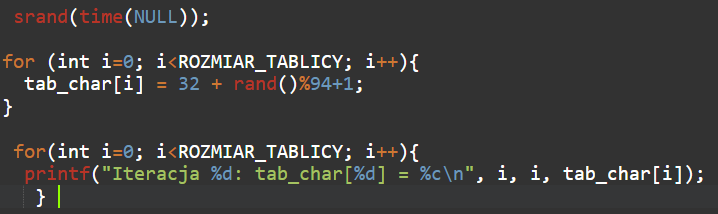 srand(time(NULL));
for (int i=0; i<ROZMIAR_TABLICY; i++){
tab_char[i] = 32 + rand()%94+1;
}
for(int i=0; i<ROZMIAR_TABLICY; i++){
printf("Iteracja %d: tab_char[%d] = %c\n", i, i, tab_char[i]);
}